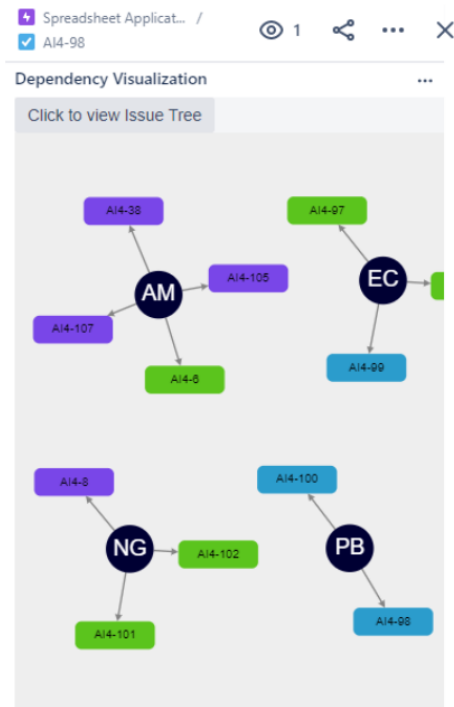 Spreadsheet Applicat... /
AI4-98
1
Dependency Visualization
Click to view Issue Tree
AI4-38
AI4-97
AI4-105
AM
EC
AI4-107
AI4-99
AI4-6
AI4-8
AI4-100
NG
AI4-102
PB
AI4-98
AI4-101